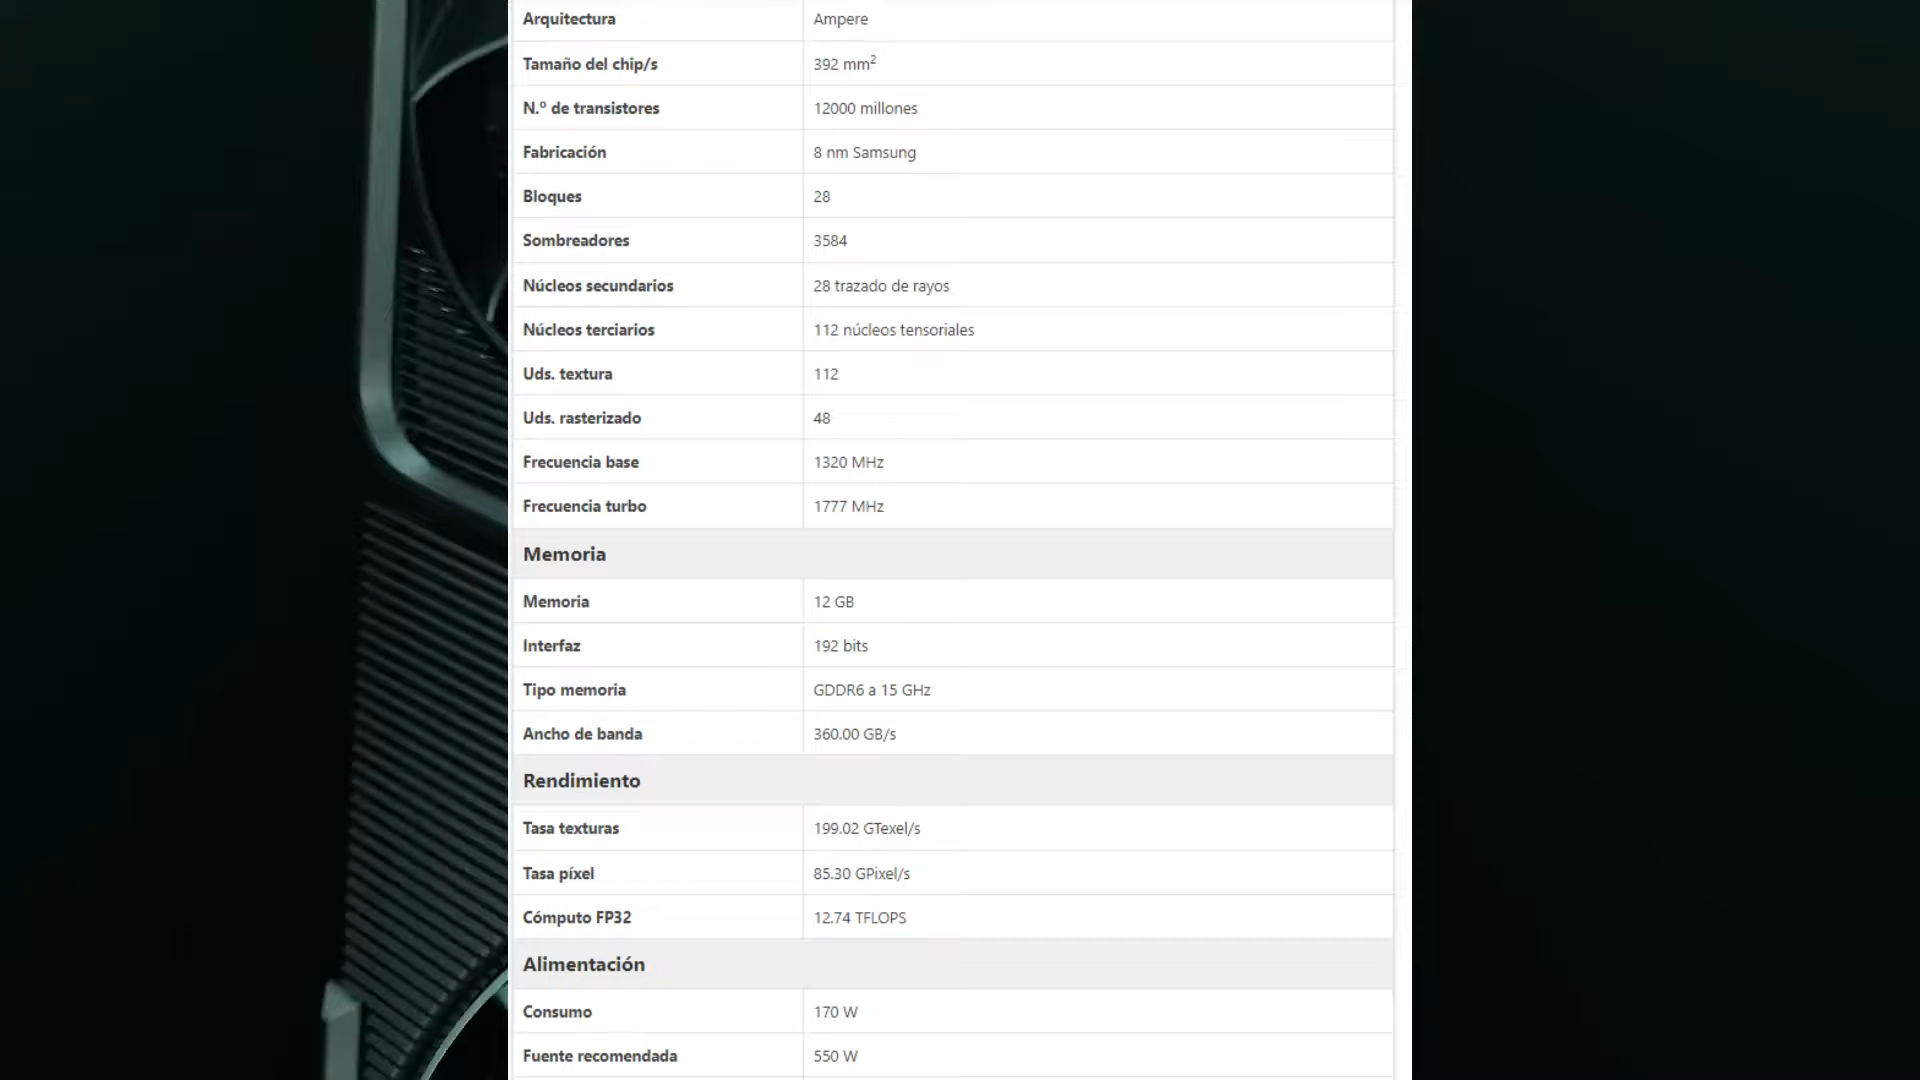 Arquitectura Ampere
Tamaño del chip/s 392 mm²
N.º de transistores 12000 millones
Fabricación 8 nm Samsung
Bloques 28
Sombreadores 3584
Núcleos secundarios 28 trazado de rayos
Núcleos terciarios 112 núcleos tensoriales
Uds. textura 112
Uds. rasterizado 48
Frecuencia base 1320 MHz
Frecuencia turbo 1777 MHz
Memoria
Memoria 12 GB
Interfaz 192 bits
Tipo memoria GDDR6 a 15 GHz
Ancho de banda 360.00 GB/s
Rendimiento
Tasa texturas 199.02 GTexel/s
Tasa píxel 85.30 GPixel/s
Cómputo FP32 12.74 TFLOPS
Alimentación
Consumo 170 W
Fuente recomendada 550 W